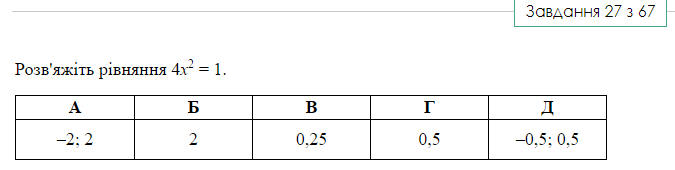 Завдання 27 з 67
Розв'яжіть рівняння 4x² = 1.
А Б В Г Д
–2; 2 2 0,25 0,5 –0,5; 0,5